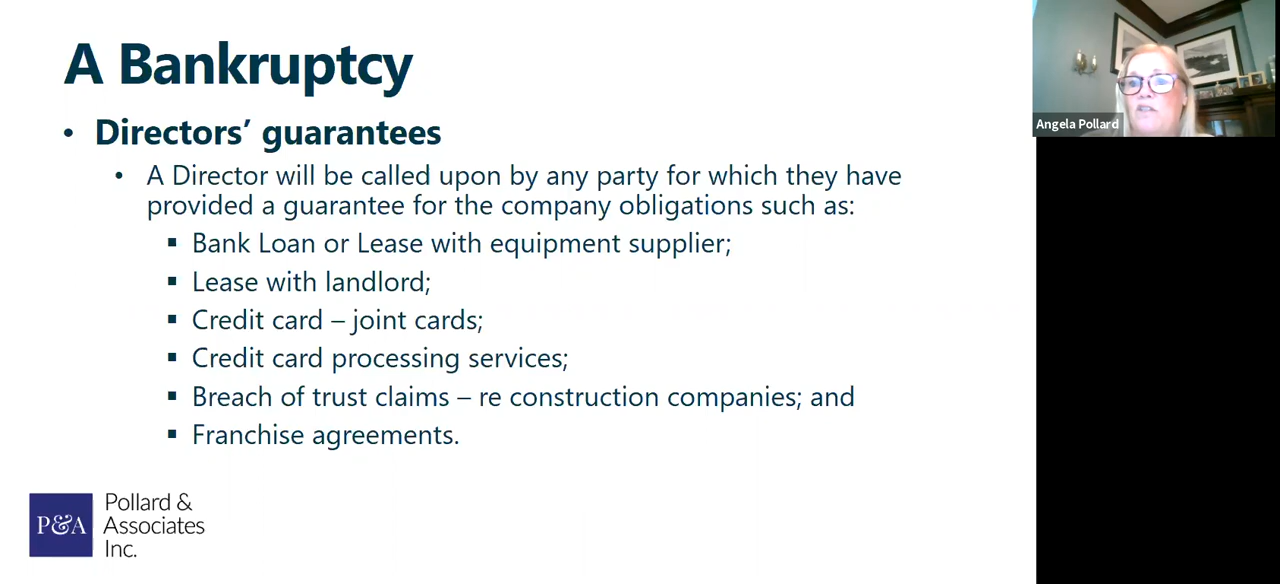 A Bankruptcy
• Directors’ guarantees
• A Director will be called upon by any party for which they have
provided a guarantee for the company obligations such as:
▪ Bank Loan or Lease with equipment supplier;
▪ Lease with landlord;
▪ Credit card – joint cards;
▪ Credit card processing services;
▪ Breach of trust claims – re construction companies; and
▪ Franchise agreements.
P&A
Pollard &
Associates
Inc.
Angela Pollard